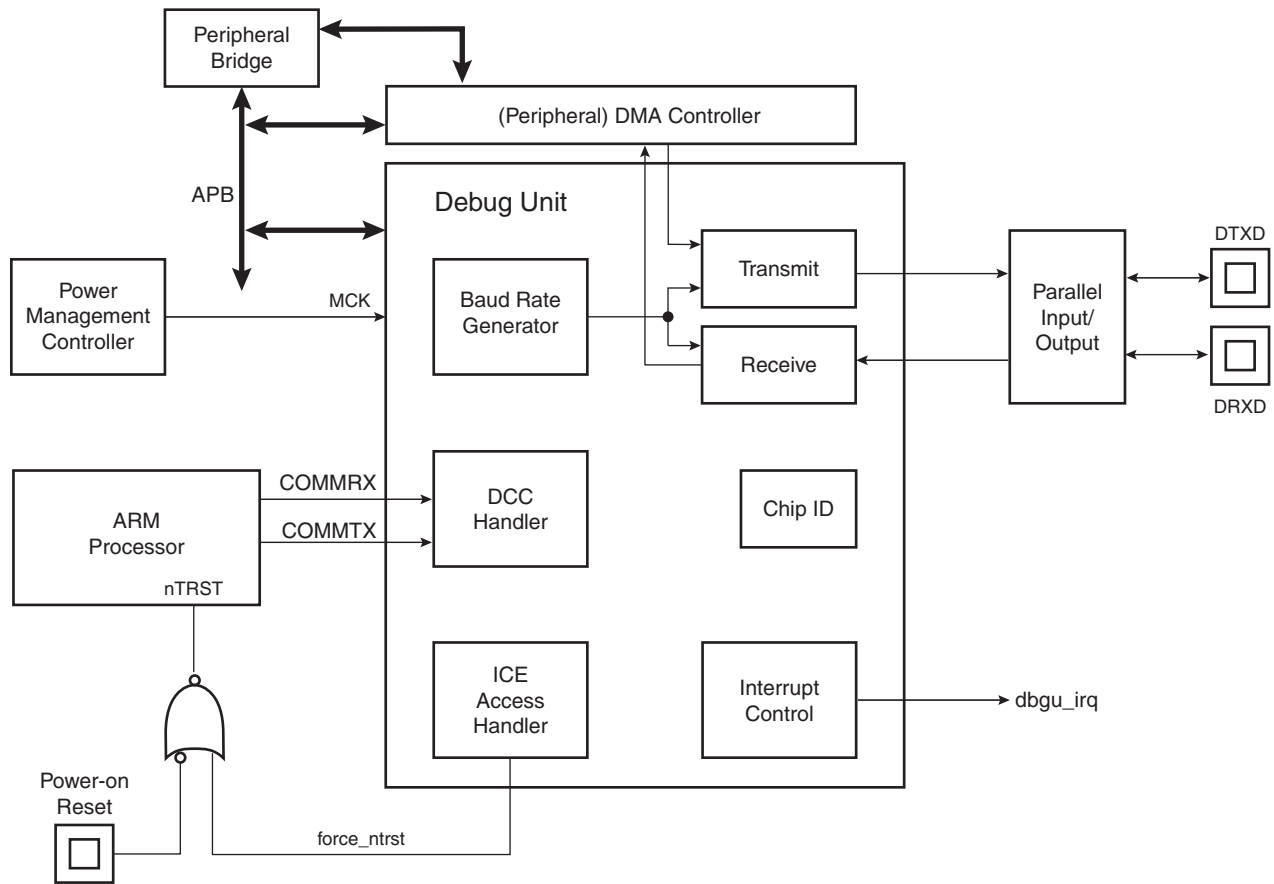 Peripheral
Bridge
(Peripheral) DMA Controller
APB
Debug Unit
Power
Management
Controller
MCK
Baud Rate
Generator
Transmit
Receive
Parallel
Input/
Output
DTXD
DRXD
ARM
Processor
nTRST
COMMRX
COMMTX
DCC
Handler
Chip ID
ICE
Access
Handler
Interrupt
Control
dbgu_irq
Power-on
Reset
force_ntrst